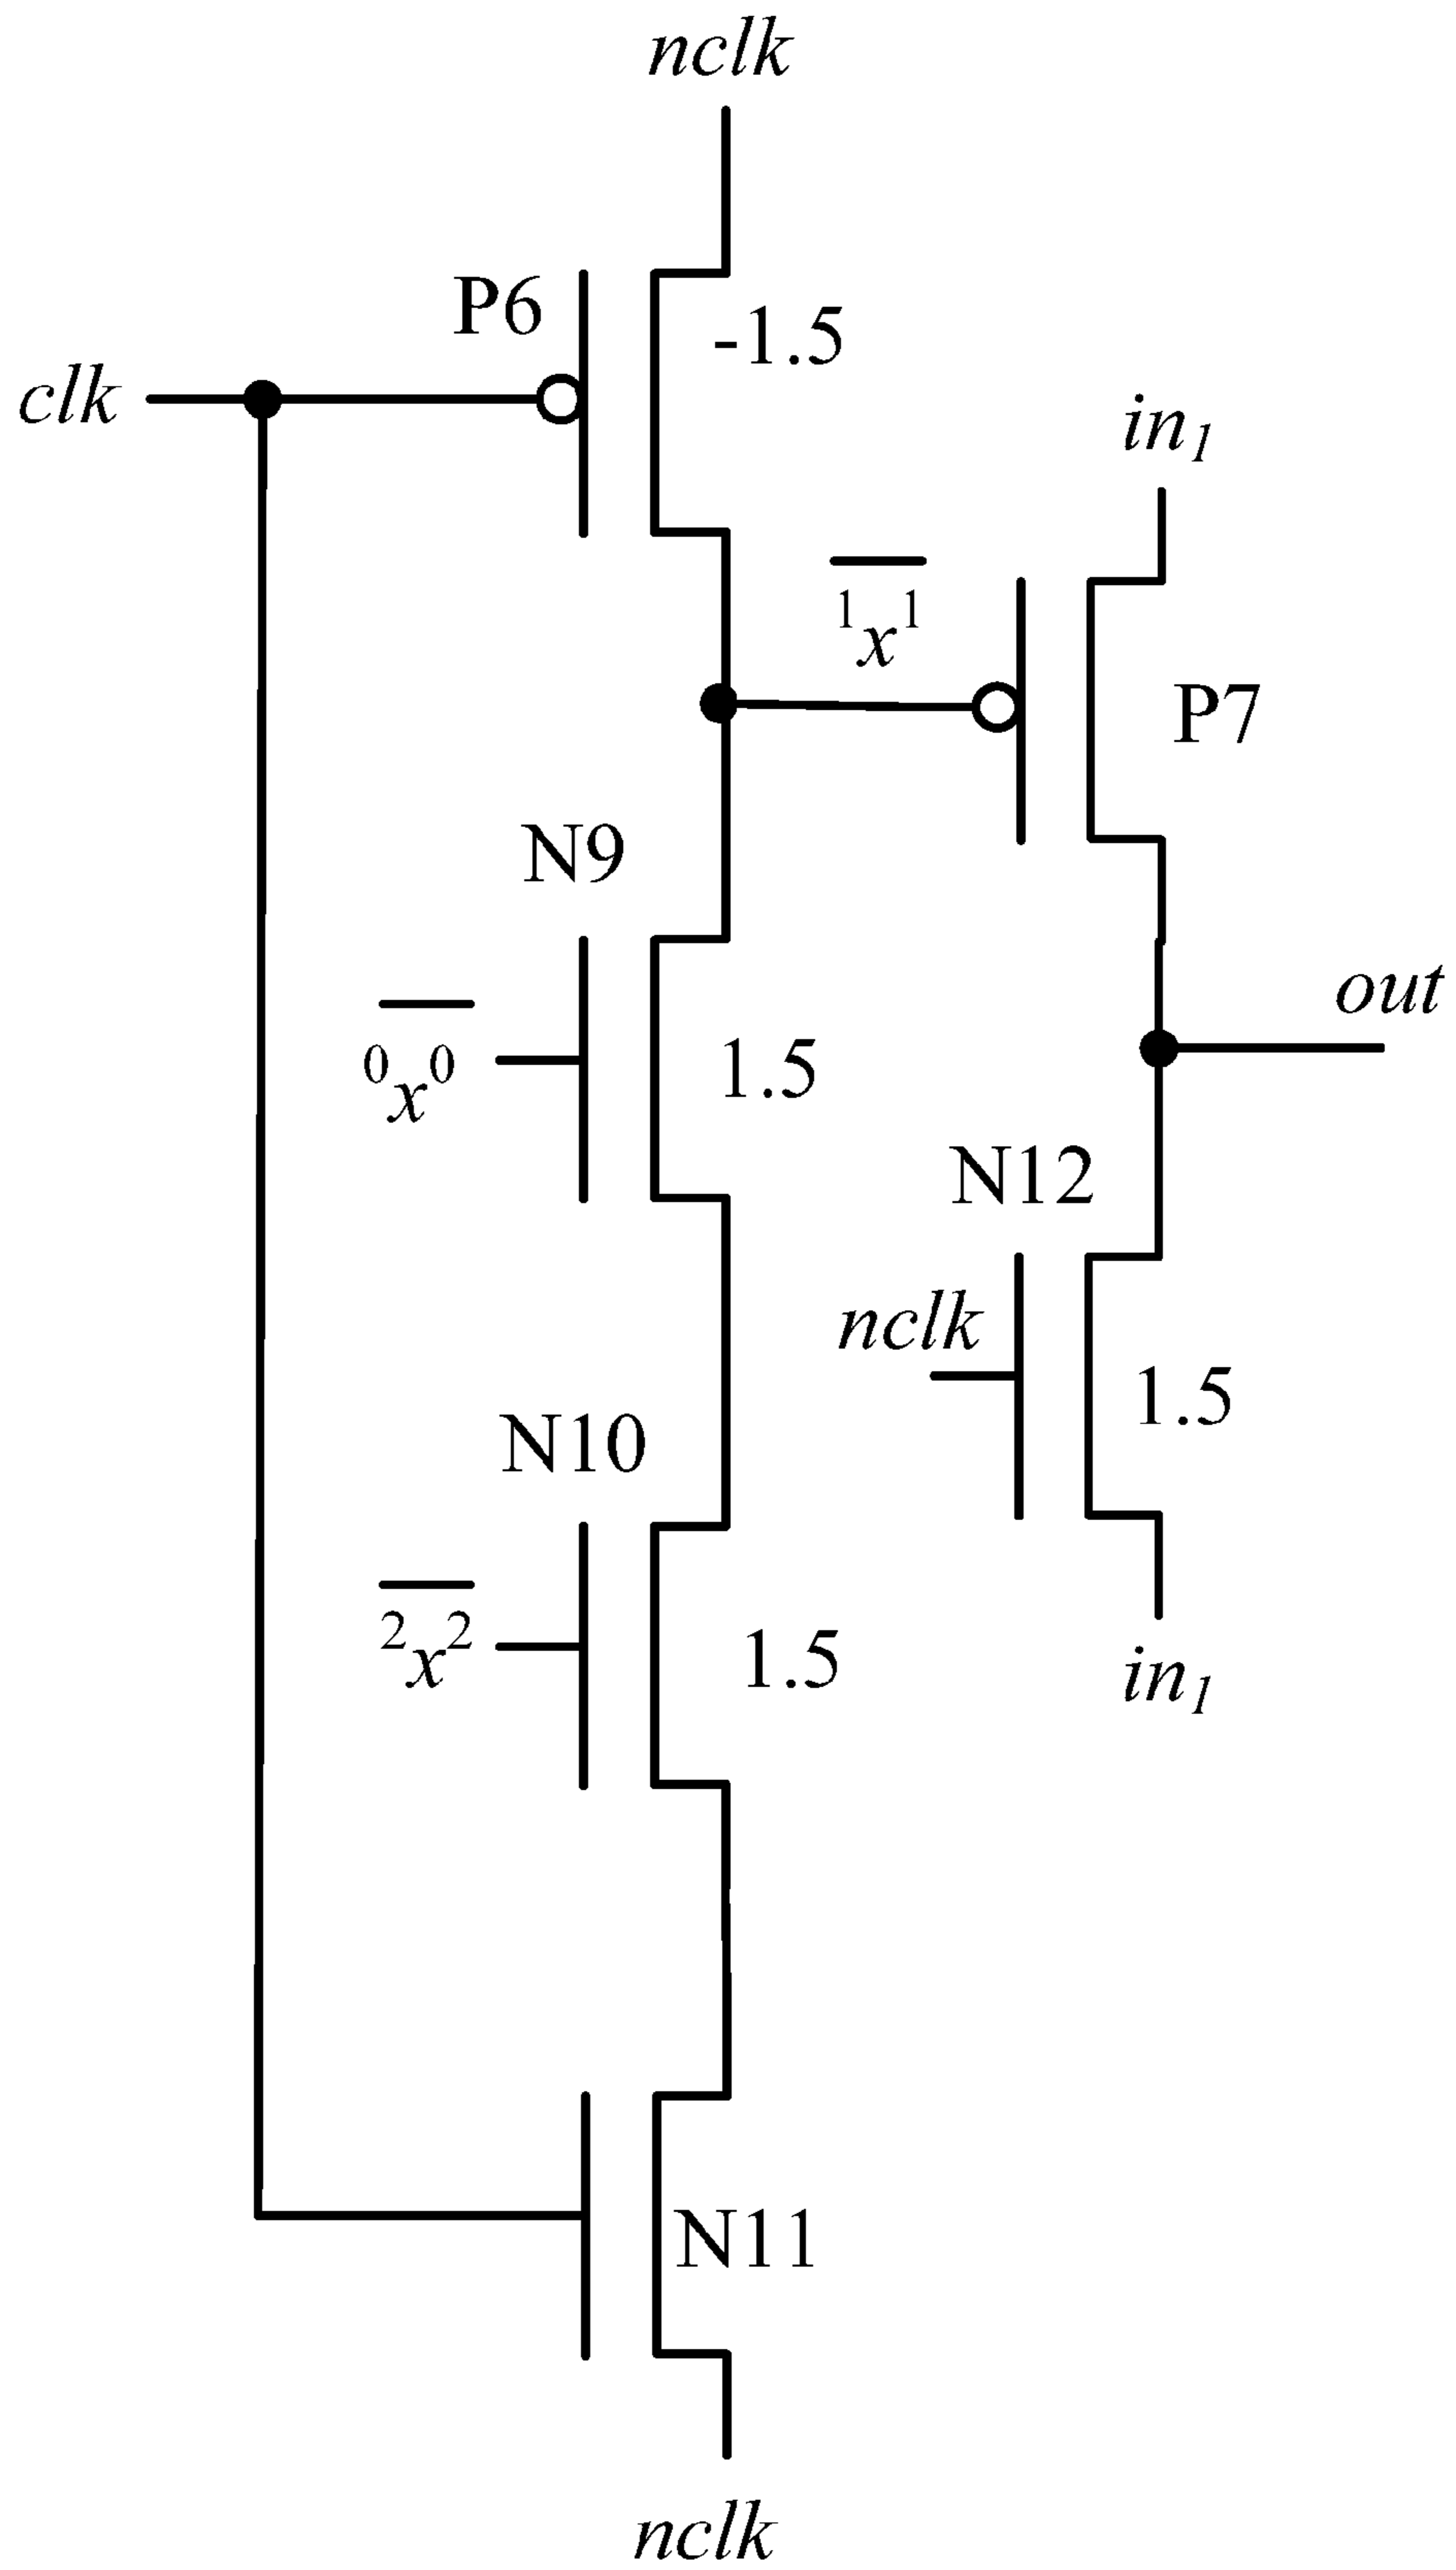 nclk
P6
-1.5
clk
in₁
¹x¹
P7
N9
⁰x⁰
1.5
out
N12
nclk
1.5
N10
²x²
1.5
in₁
N11
nclk